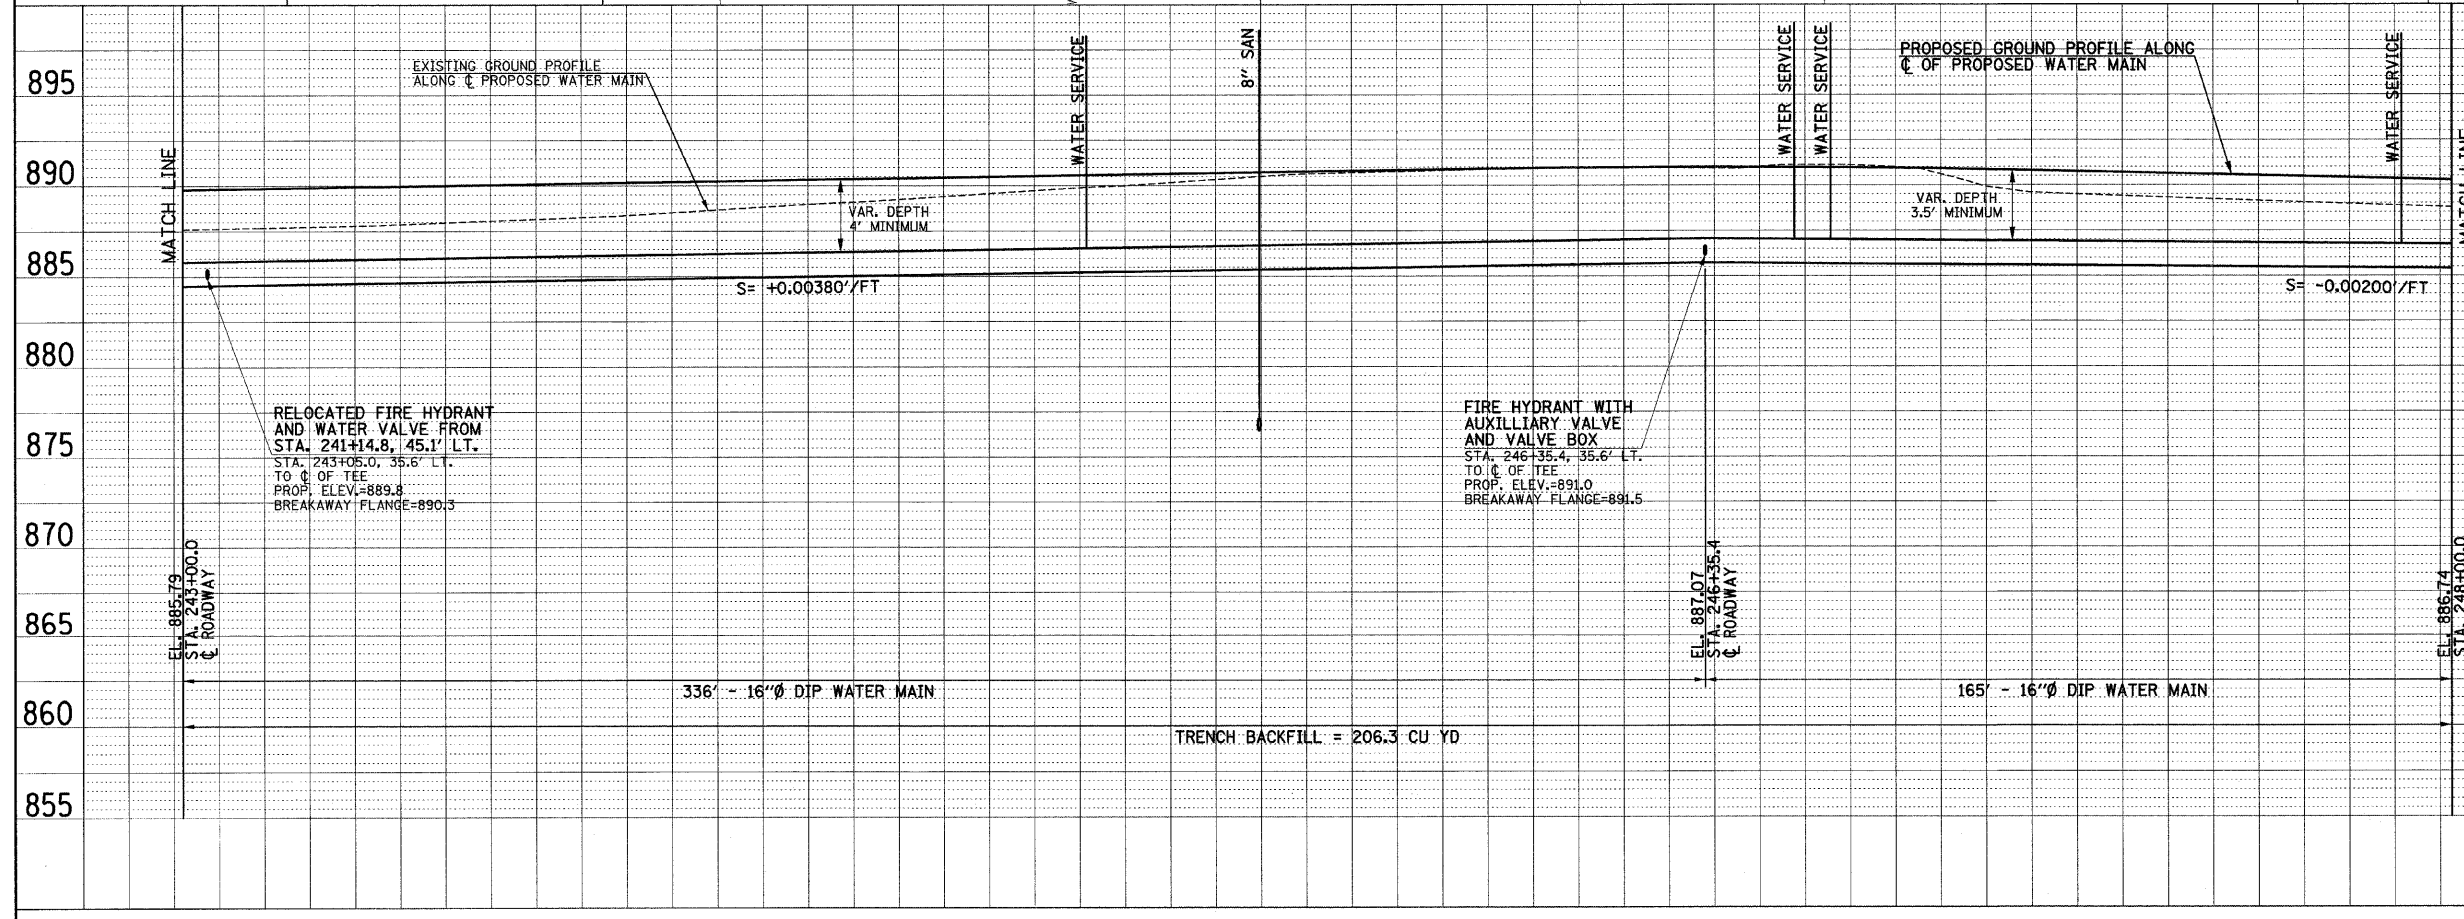 895
890
885
880
875
870
865
860
855
MATCH LINE
EXISTING GROUND PROFILE
ALONG ℄ PROPOSED WATER MAIN
VAR. DEPTH
4' MINIMUM
WATER SERVICE
8" SAN
WATER SERVICE
WATER SERVICE
PROPOSED GROUND PROFILE ALONG
℄ OF PROPOSED WATER MAIN
VAR. DEPTH
3.5' MINIMUM
WATER SERVICE
MATCH LINE
S= +0.00380'/FT
S= -0.00200'/FT
RELOCATED FIRE HYDRANT
AND WATER VALVE FROM
STA. 241+14.8, 45.1' LT.
STA. 243+05.0, 35.6' LT.
TO ℄ OF TEE
PROP. ELEV.=889.8
BREAKAWAY FLANGE=890.3
FIRE HYDRANT WITH
AUXILLIARY VALVE
AND VALVE BOX
STA. 246+35.4, 35.6' LT.
TO ℄ OF TEE
PROP. ELEV.=891.0
BREAKAWAY FLANGE=891.5
EL. 885.79
STA. 243+00.0
℄ ROADWAY
EL. 887.07
STA. 246+35.4
℄ ROADWAY
EL. 886.74
STA. 248+00.0
336' - 16"Ø DIP WATER MAIN
165' - 16"Ø DIP WATER MAIN
TRENCH BACKFILL = 206.3 CU YD